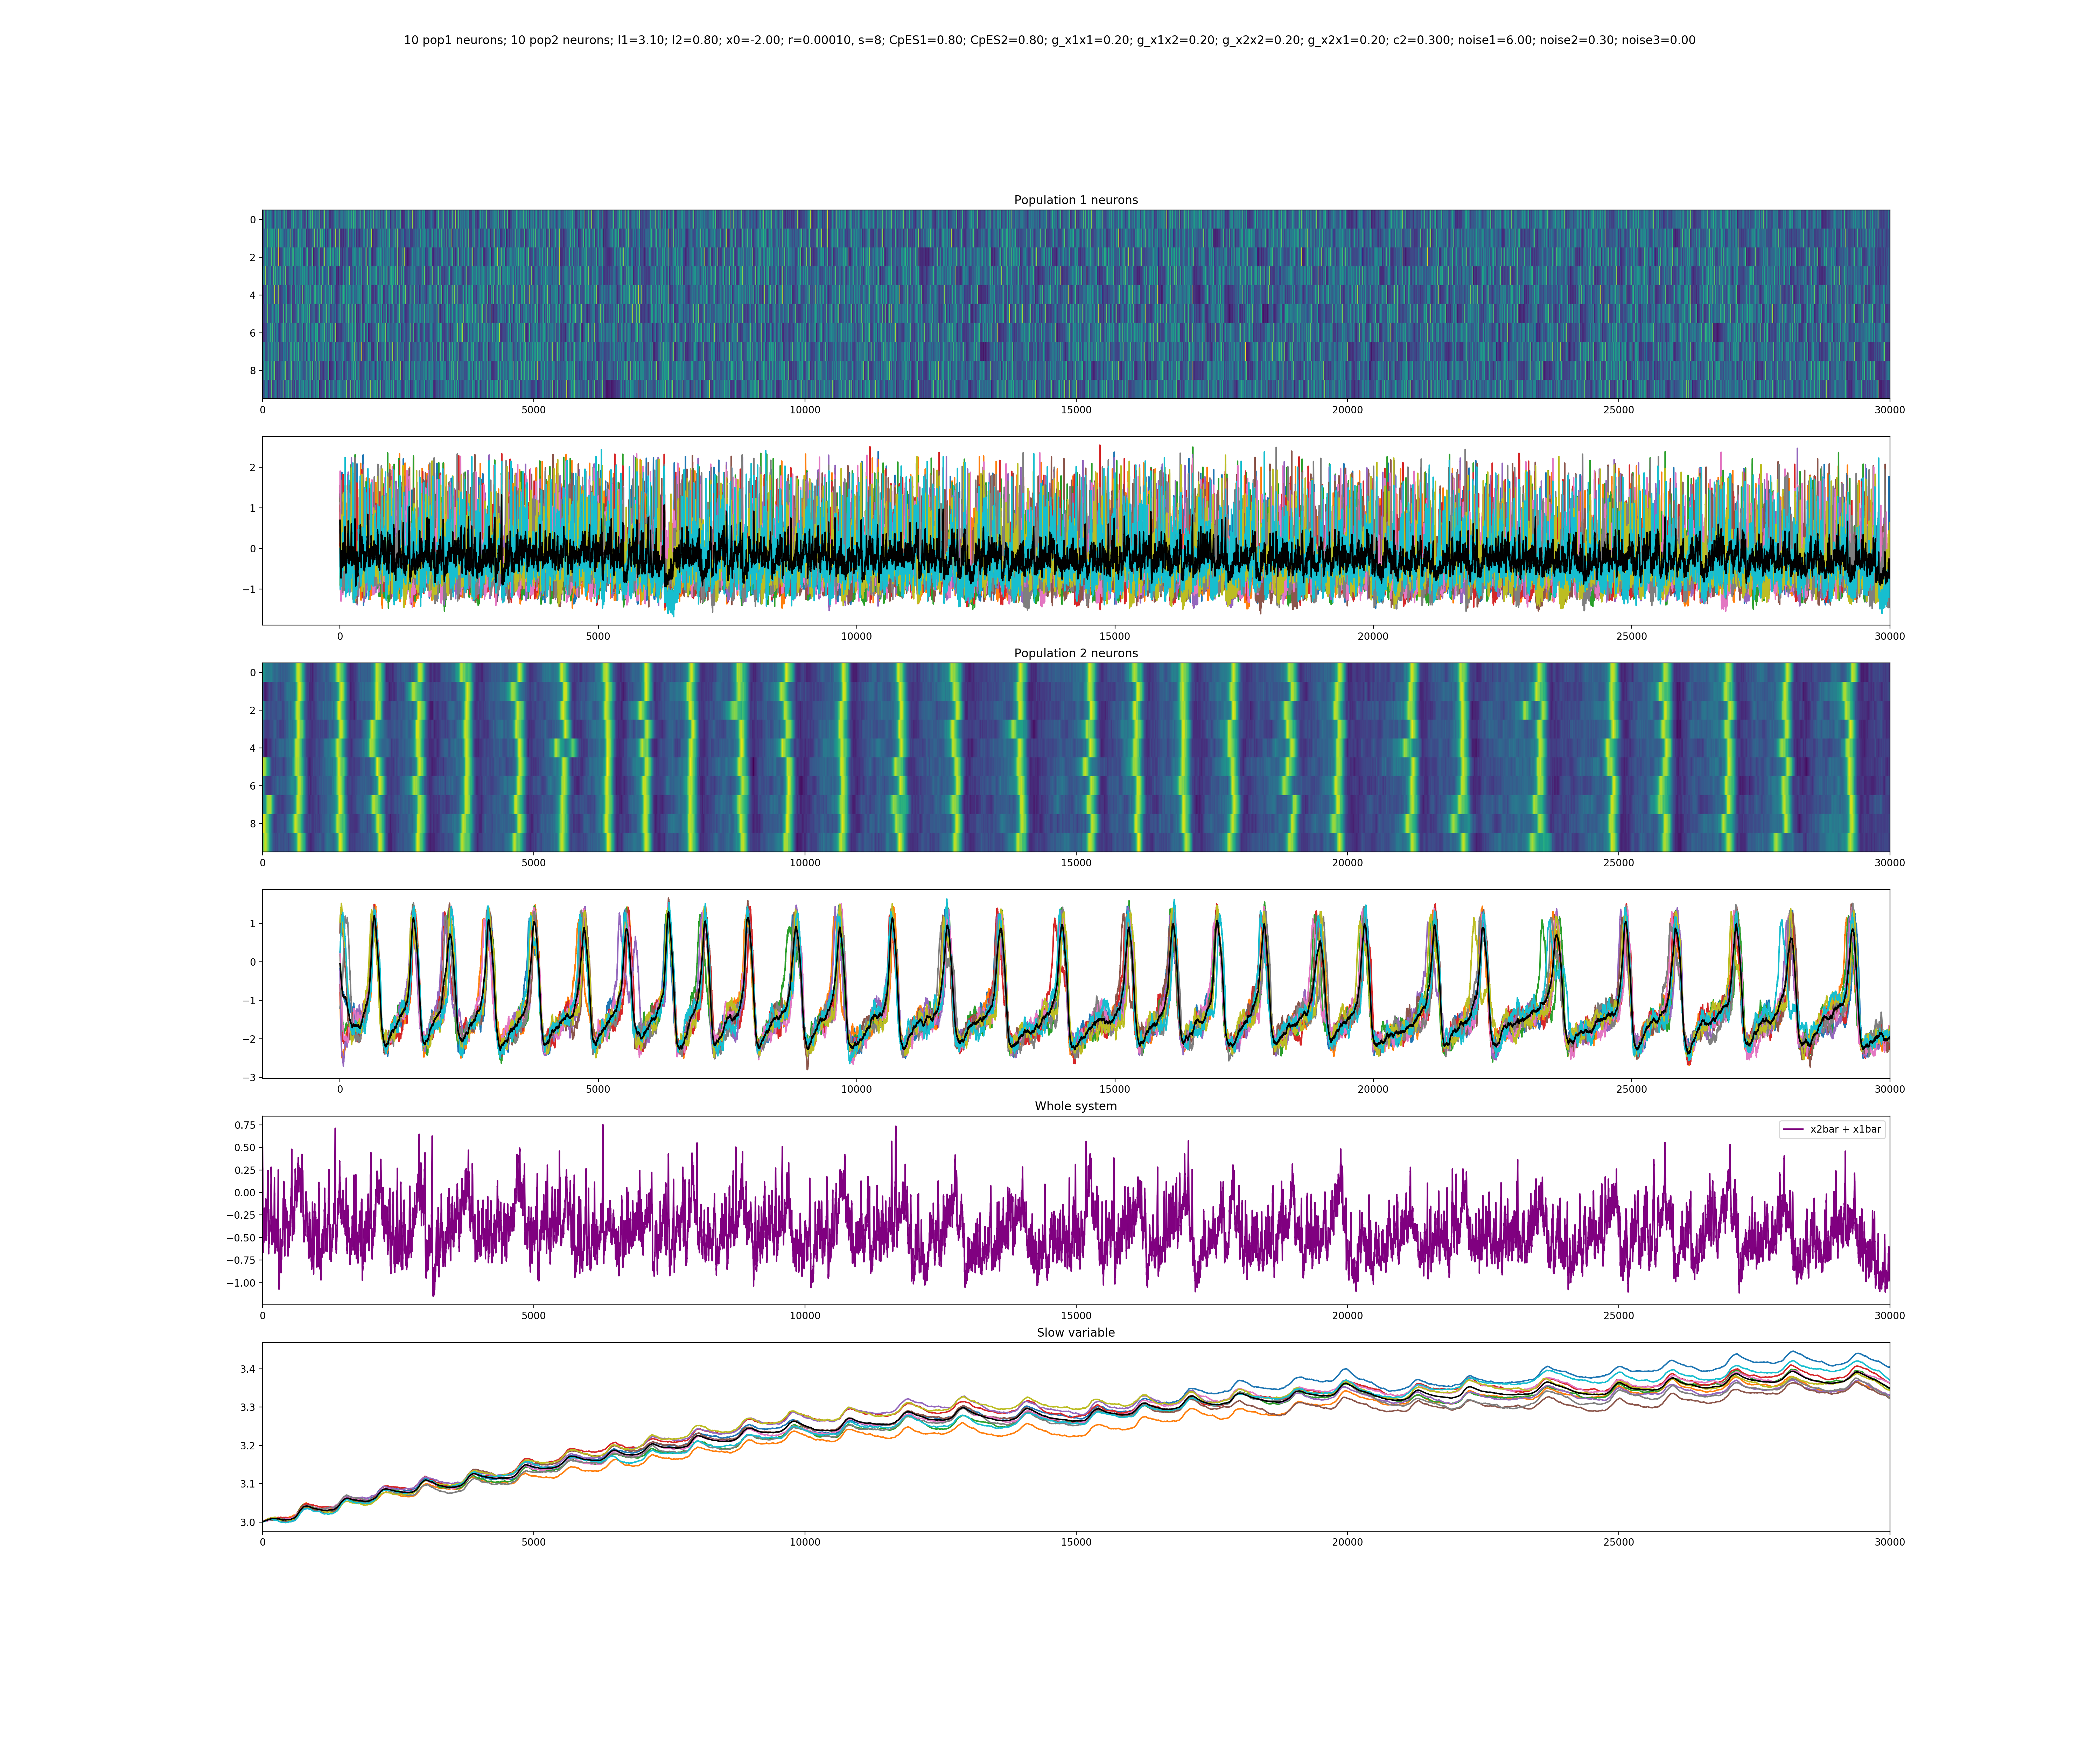 10 pop1 neurons; 10 pop2 neurons; I1=3.10; I2=0.80; x0=-2.00; r=0.00010, s=8; CpES1=0.80; CpES2=0.80; g_x1x1=0.20; g_x1x2=0.20; g_x2x2=0.20; g_x2x1=0.20; c2=0.300; noise1=6.00; noise2=0.30; noise3=0.00
Population 1 neurons
0
2
4
6
8
0 5000 10000 15000 20000 25000 30000
2
1
0
−1
0 5000 10000 15000 20000 25000 30000
Population 2 neurons
0
2
4
6
8
0 5000 10000 15000 20000 25000 30000
1
0
−1
−2
−3
0 5000 10000 15000 20000 25000 30000
Whole system
x2bar + x1bar
0.75
0.50
0.25
0.00
−0.25
−0.50
−0.75
−1.00
0 5000 10000 15000 20000 25000 30000
Slow variable
3.4
3.3
3.2
3.1
3.0
0 5000 10000 15000 20000 25000 30000